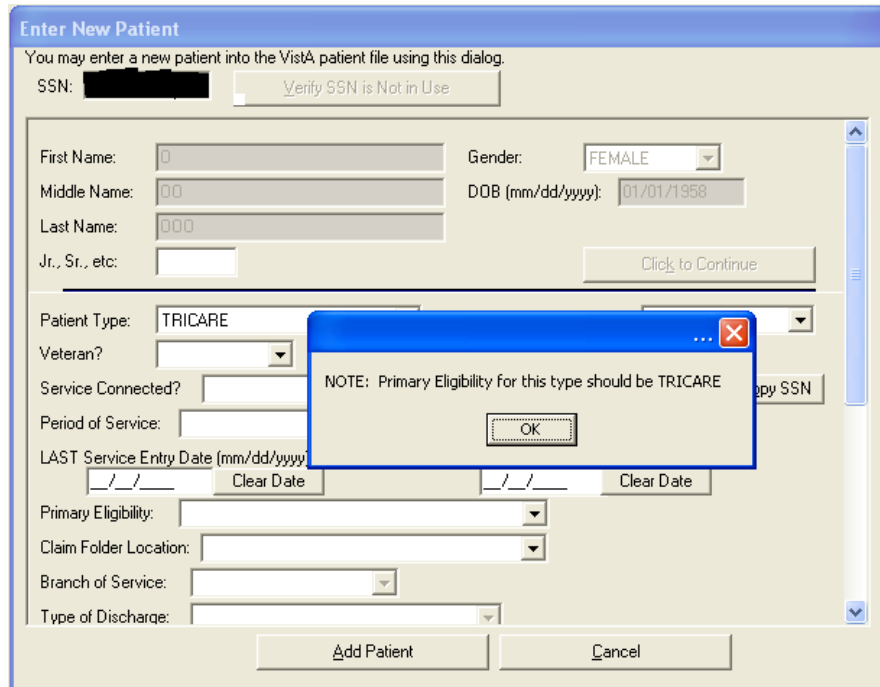 Enter New Patient
You may enter a new patient into the VistA patient file using this dialog.
SSN: Verify SSN is Not in Use
First Name: 0 Gender: FEMALE
Middle Name: 00 DOB (mm/dd/yyyy): 01/01/1958
Last Name: 000
Jr., Sr., etc: Click to Continue
Patient Type: TRICARE
...
Veteran?
NOTE: Primary Eligibility for this type should be TRICARE
Service Connected? opy SSN
OK
Period of Service:
LAST Service Entry Date (mm/dd/yyyy)
__/__/____ Clear Date __/__/____ Clear Date
Primary Eligibility:
Claim Folder Location:
Branch of Service:
Type of Discharge:
Add Patient Cancel